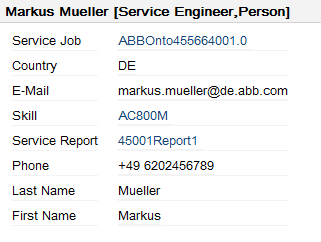 Markus Mueller [Service Engineer,Person]
Service Job ABBOnto455664001.0
Country DE
E-Mail markus.mueller@de.abb.com
Skill AC800M
Service Report 45001Report1
Phone +49 6202456789
Last Name Mueller
First Name Markus